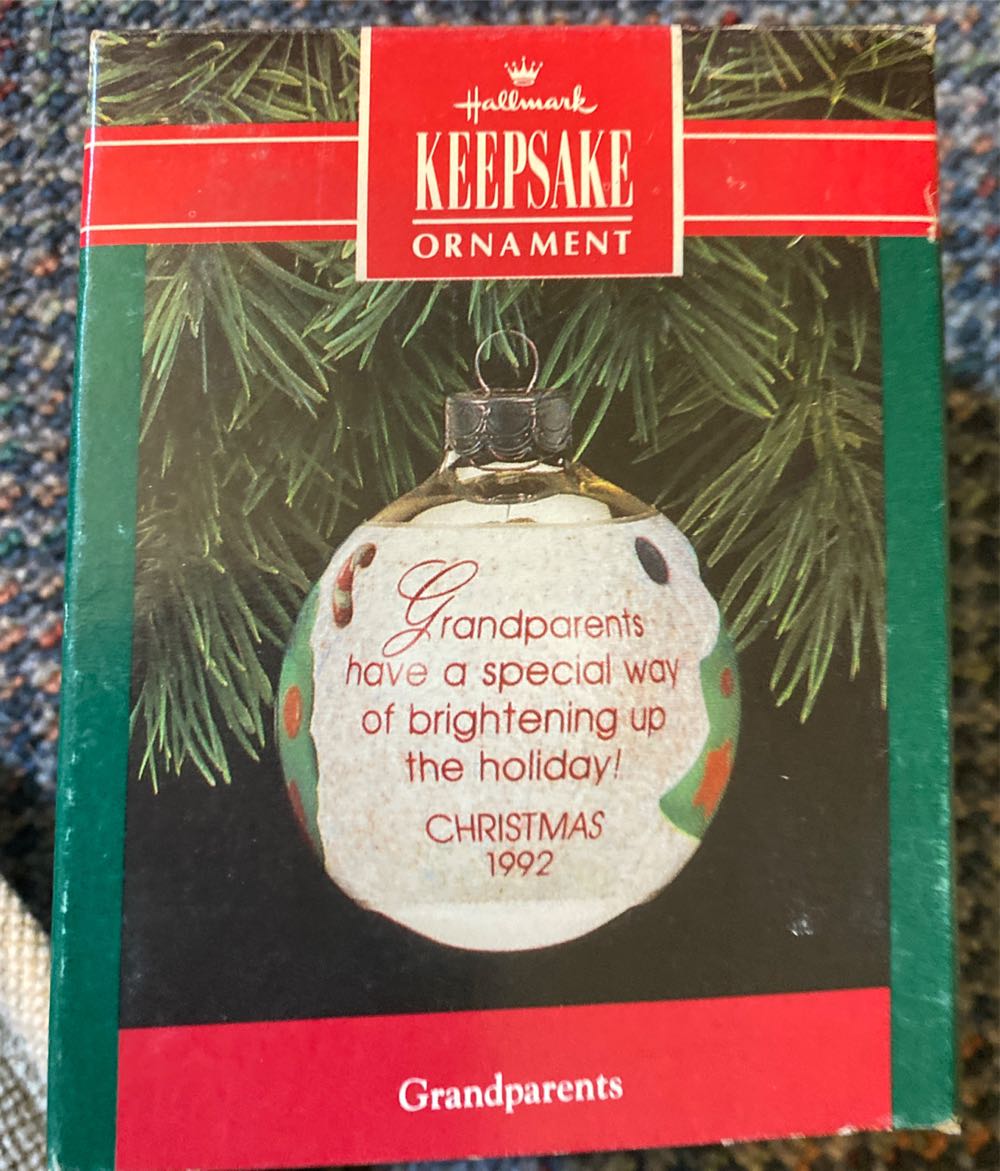 Hallmark
KEEPSAKE
ORNAMENT
Grandparents
have a special way
of brightening up
the holiday!
CHRISTMAS
1992
Grandparents